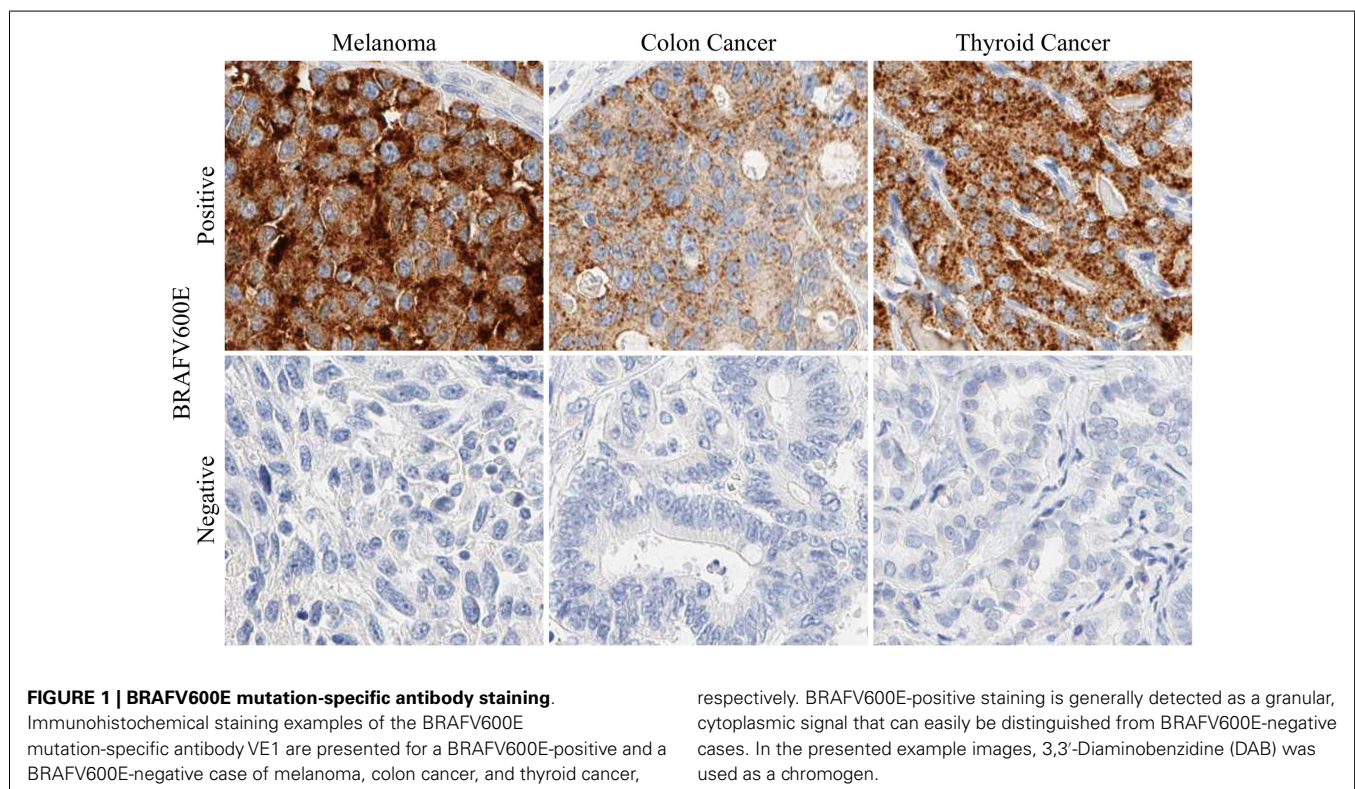 Melanoma Colon Cancer Thyroid Cancer
BRAFV600E
Positive
Negative
FIGURE 1 | BRAFV600E mutation-specific antibody staining.
Immunohistochemical staining examples of the BRAFV600E
mutation-specific antibody VE1 are presented for a BRAFV600E-positive and a
BRAFV600E-negative case of melanoma, colon cancer, and thyroid cancer,
respectively. BRAFV600E-positive staining is generally detected as a granular,
cytoplasmic signal that can easily be distinguished from BRAFV600E-negative
cases. In the presented example images, 3,3′-Diaminobenzidine (DAB) was
used as a chromogen.